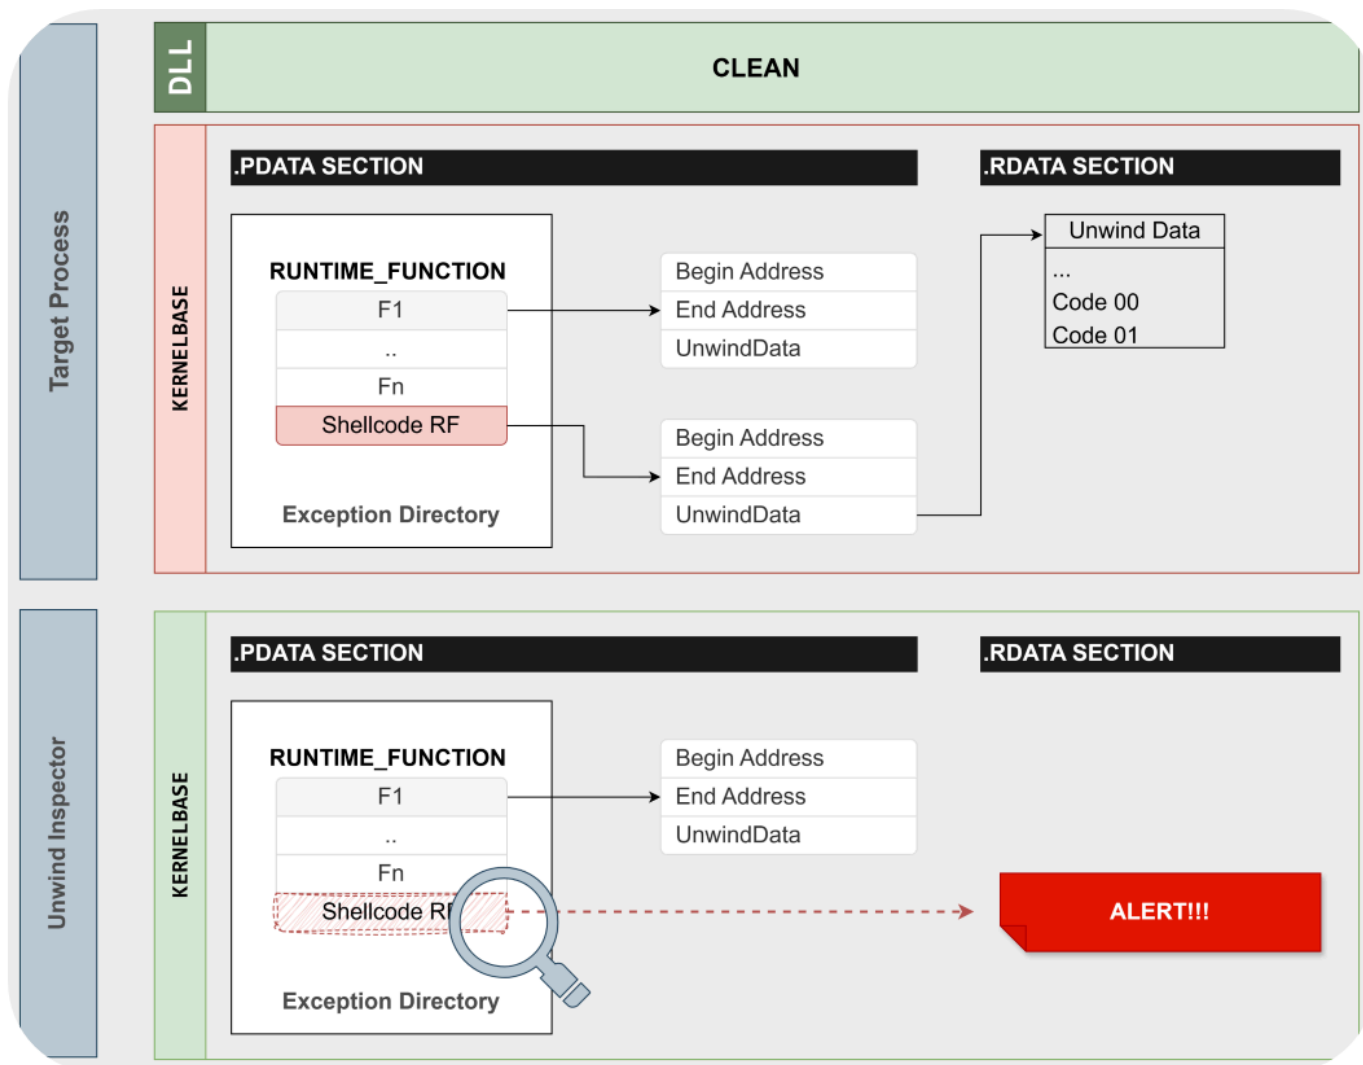 DLL
CLEAN
Target Process
KERNELBASE
.PDATA SECTION
.RDATA SECTION
RUNTIME_FUNCTION
F1
..
Fn
Shellcode RF
Exception Directory
Begin Address
End Address
UnwindData
Begin Address
End Address
UnwindData
Unwind Data
...
Code 00
Code 01
Unwind Inspector
KERNELBASE
.PDATA SECTION
.RDATA SECTION
RUNTIME_FUNCTION
F1
..
Fn
Shellcode RF
Exception Directory
Begin Address
End Address
UnwindData
ALERT!!!